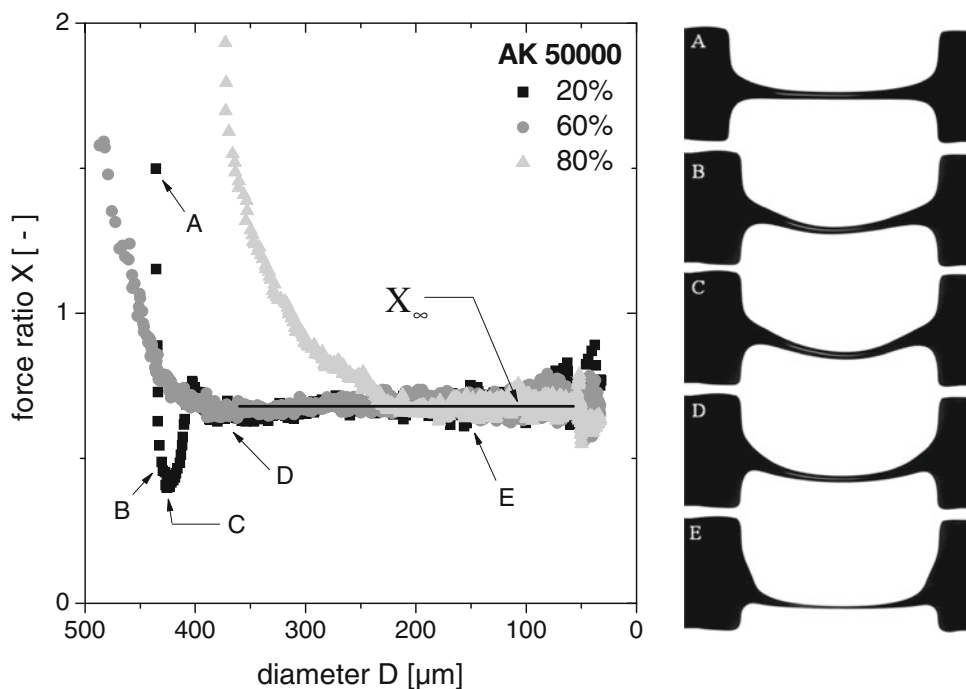 AK 50000
20%
60%
80%
X∞
A
B
C
D
E
force ratio X [ - ]
2
1
0
500
400
300
200
100
0
diameter D [µm]
A
B
C
D
E